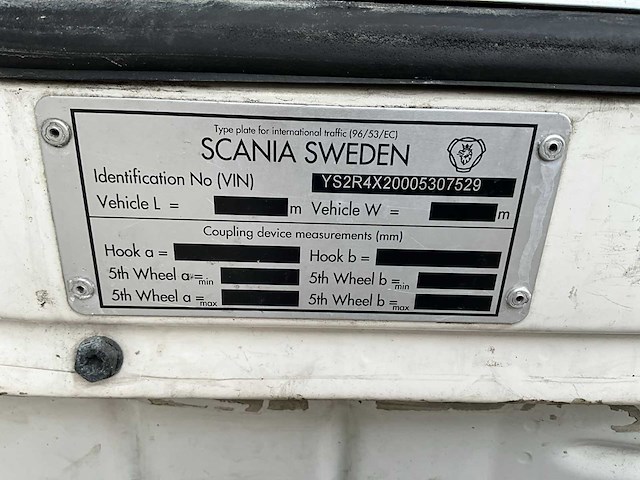 Type plate for international traffic (96/53/EC)
SCANIA SWEDEN
Identification No (VIN) YS2R4X20005307529
Vehicle L = m Vehicle W = m
Coupling device measurements (mm)
Hook a = Hook b =
5th Wheel a = min 5th Wheel b = min
5th Wheel a = max 5th Wheel b = max